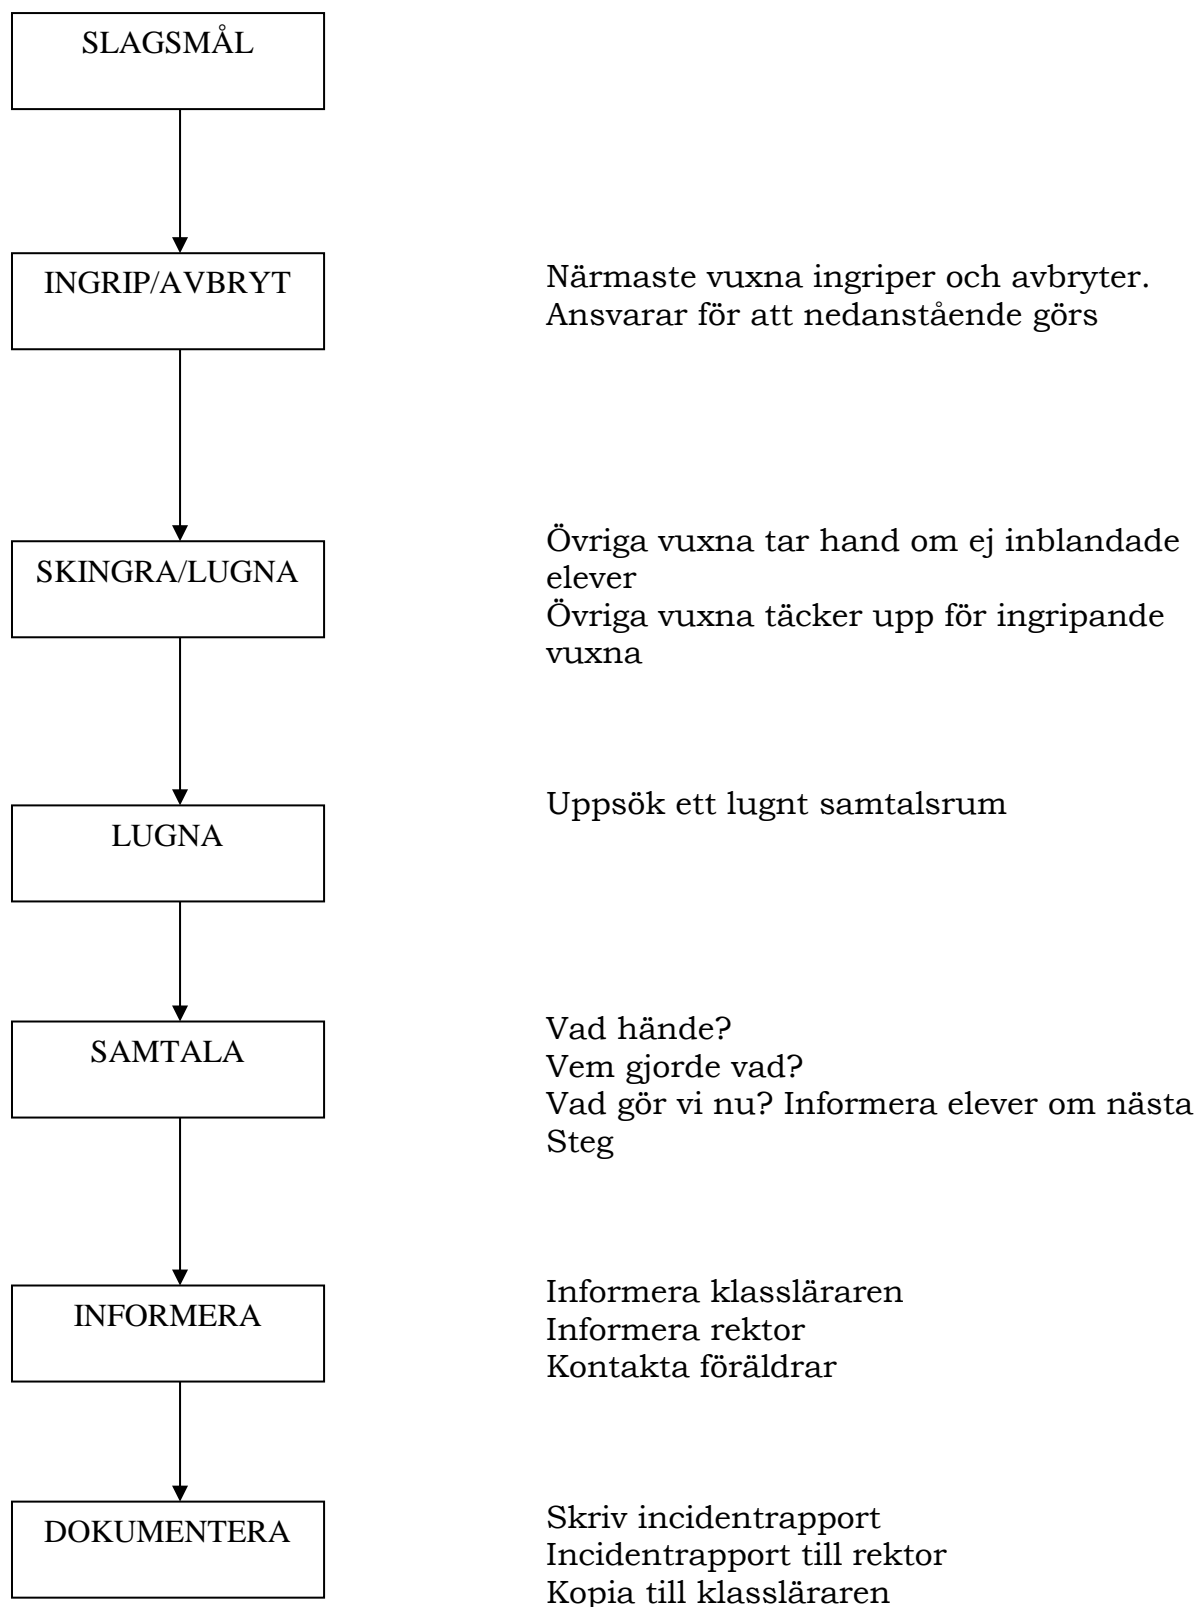 SLAGSMÅL
INGRIP/AVBRYT
Närmaste vuxna ingriper och avbryter.
Ansvarar för att nedanstående görs
SKINGRA/LUGNA
Övriga vuxna tar hand om ej inblandade
elever
Övriga vuxna täcker upp för ingripande
vuxna
LUGNA
Uppsök ett lugnt samtalsrum
SAMTALA
Vad hände?
Vem gjorde vad?
Vad gör vi nu? Informera elever om nästa
Steg
INFORMERA
Informera klassläraren
Informera rektor
Kontakta föräldrar
DOKUMENTERA
Skriv incidentrapport
Incidentrapport till rektor
Kopia till klassläraren